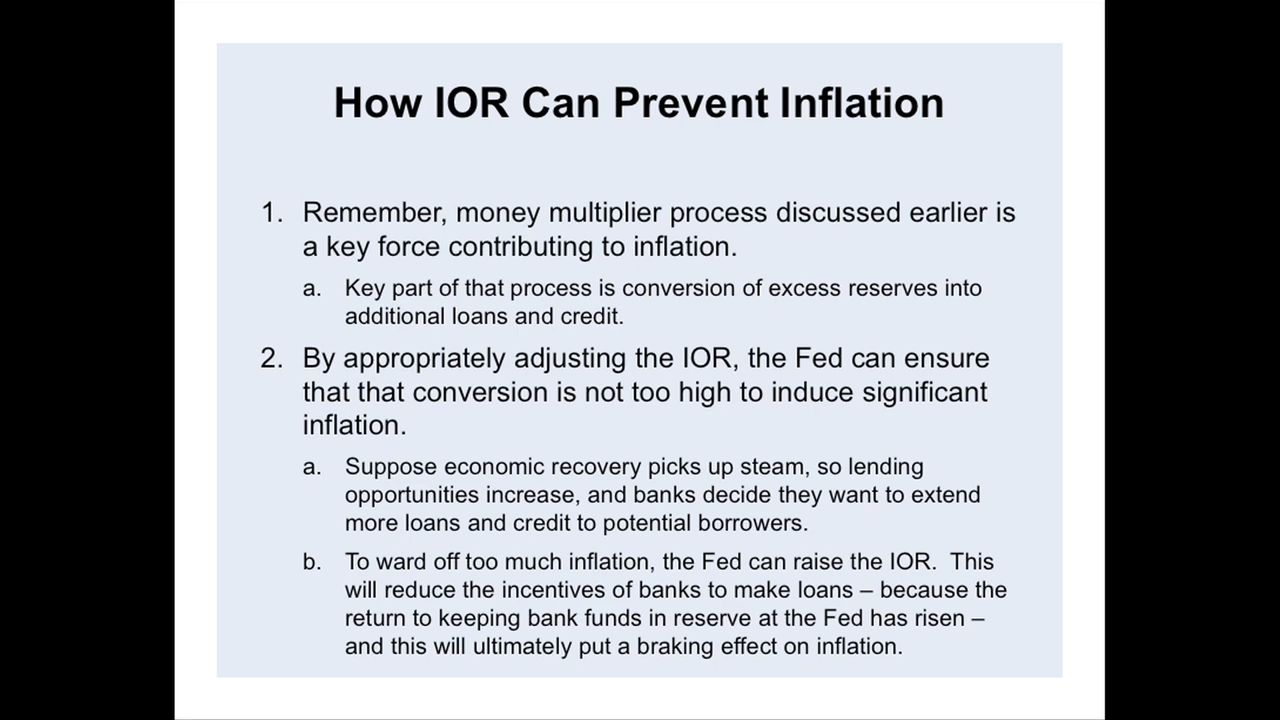 How IOR Can Prevent Inflation
1. Remember, money multiplier process discussed earlier is
a key force contributing to inflation.
a. Key part of that process is conversion of excess reserves into
additional loans and credit.
2. By appropriately adjusting the IOR, the Fed can ensure
that that conversion is not too high to induce significant
inflation.
a. Suppose economic recovery picks up steam, so lending
opportunities increase, and banks decide they want to extend
more loans and credit to potential borrowers.
b. To ward off too much inflation, the Fed can raise the IOR.  This
will reduce the incentives of banks to make loans – because the
return to keeping bank funds in reserve at the Fed has risen –
and this will ultimately put a braking effect on inflation.